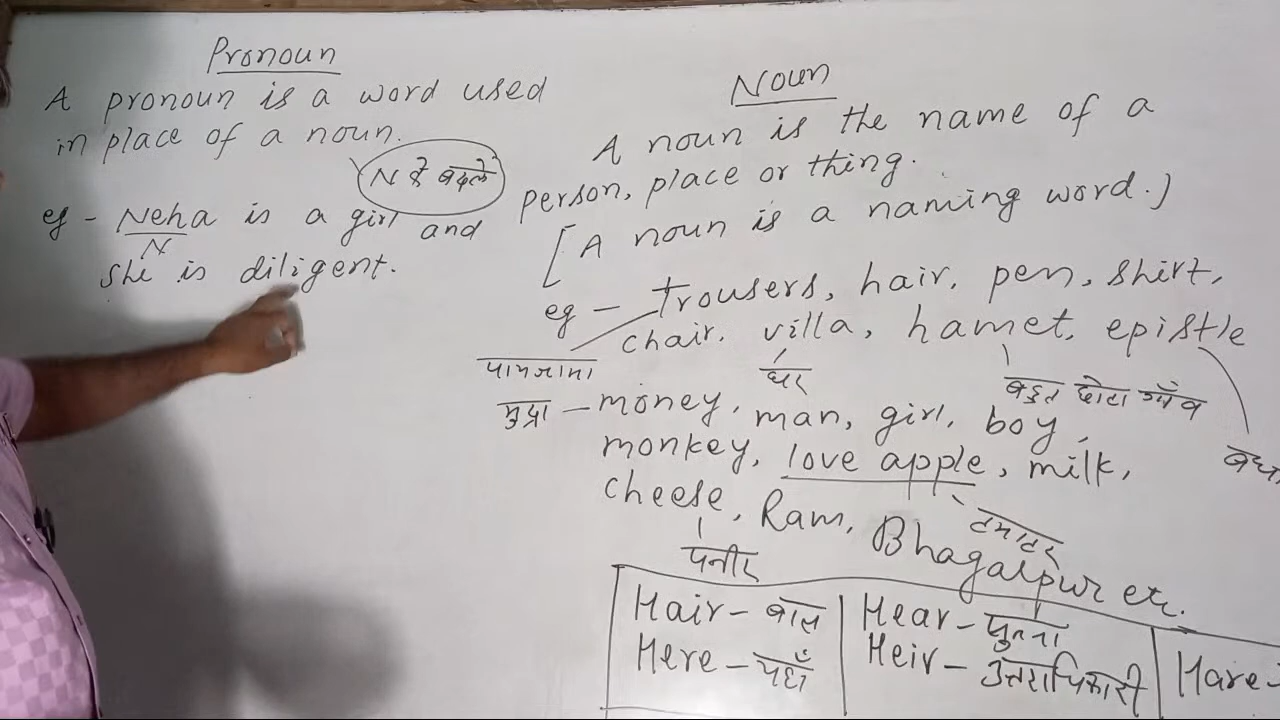 Pronoun
A pronoun is a word used
in place of a noun.
N के बदले
eg - Neha is a girl and
N
She is diligent.
Noun
A noun is the name of a
person, place or thing.
[A noun is a naming word.)
eg - trousers, hair, pen, shirt,
chair, villa, hamet, epistle
पायजामा घर बहुत छोटा गाँव
मुद्रा - money, man, girl, boy,
monkey, love apple, milk,
cheese, Ram, Bhagalpur etc.
पनीर टमाटर
Hair - बाल Hear - सुनना
Here - यहाँ Heir - उत्तराधिकारी Hare -